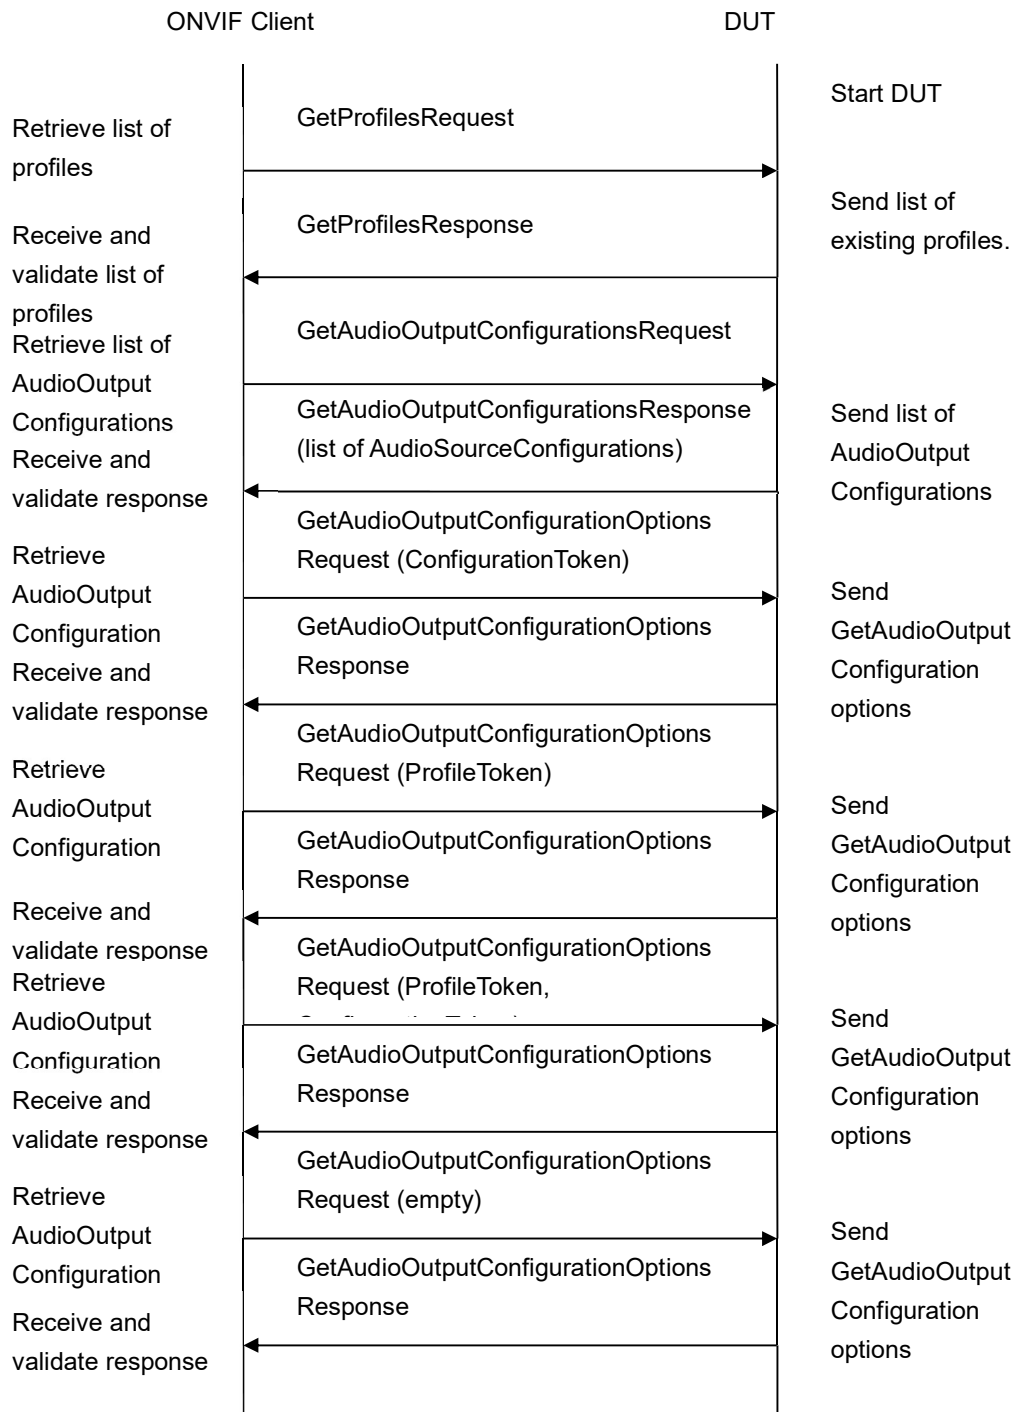 ONVIF Client
DUT
Start DUT
GetProfilesRequest
Retrieve list of
profiles
Send list of
existing profiles.
GetProfilesResponse
Receive and
validate list of
profiles
GetAudioOutputConfigurationsRequest
Retrieve list of
AudioOutput
Configurations
GetAudioOutputConfigurationsResponse
(list of AudioSourceConfigurations)
Send list of
AudioOutput
Configurations
Receive and
validate response
GetAudioOutputConfigurationOptions
Request (ConfigurationToken)
Retrieve
AudioOutput
Configuration
Send
GetAudioOutput
Configuration
options
GetAudioOutputConfigurationOptions
Response
Receive and
validate response
GetAudioOutputConfigurationOptions
Request (ProfileToken)
Retrieve
AudioOutput
Configuration
Send
GetAudioOutput
Configuration
options
GetAudioOutputConfigurationOptions
Response
Receive and
validate response
GetAudioOutputConfigurationOptions
Request (ProfileToken,
Retrieve
AudioOutput
Configuration
Send
GetAudioOutput
Configuration
options
GetAudioOutputConfigurationOptions
Response
Receive and
validate response
GetAudioOutputConfigurationOptions
Request (empty)
Retrieve
AudioOutput
Configuration
Send
GetAudioOutput
Configuration
options
GetAudioOutputConfigurationOptions
Response
Receive and
validate response